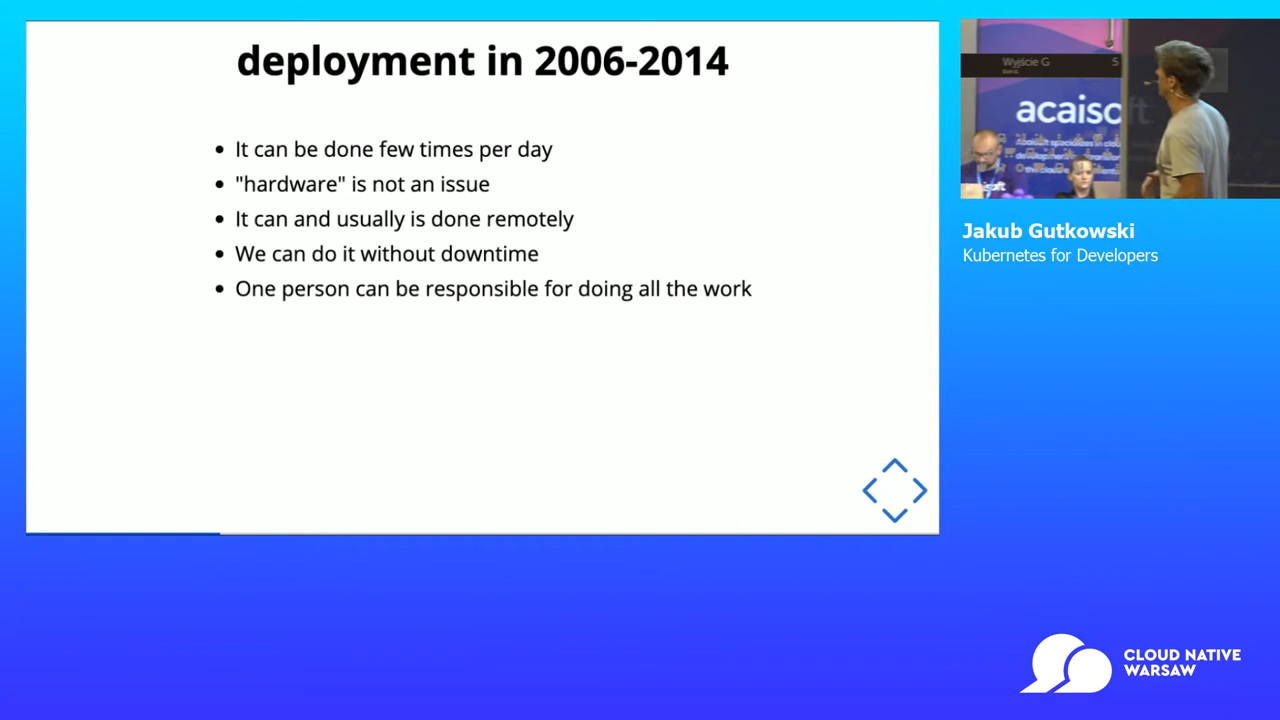 deployment in 2006-2014
It can be done few times per day
"hardware" is not an issue
It can and usually is done remotely
We can do it without downtime
One person can be responsible for doing all the work
Wyjście G
5
acaisoft
Jakub Gutkowski
Kubernetes for Developers
CLOUD NATIVE
WARSAW